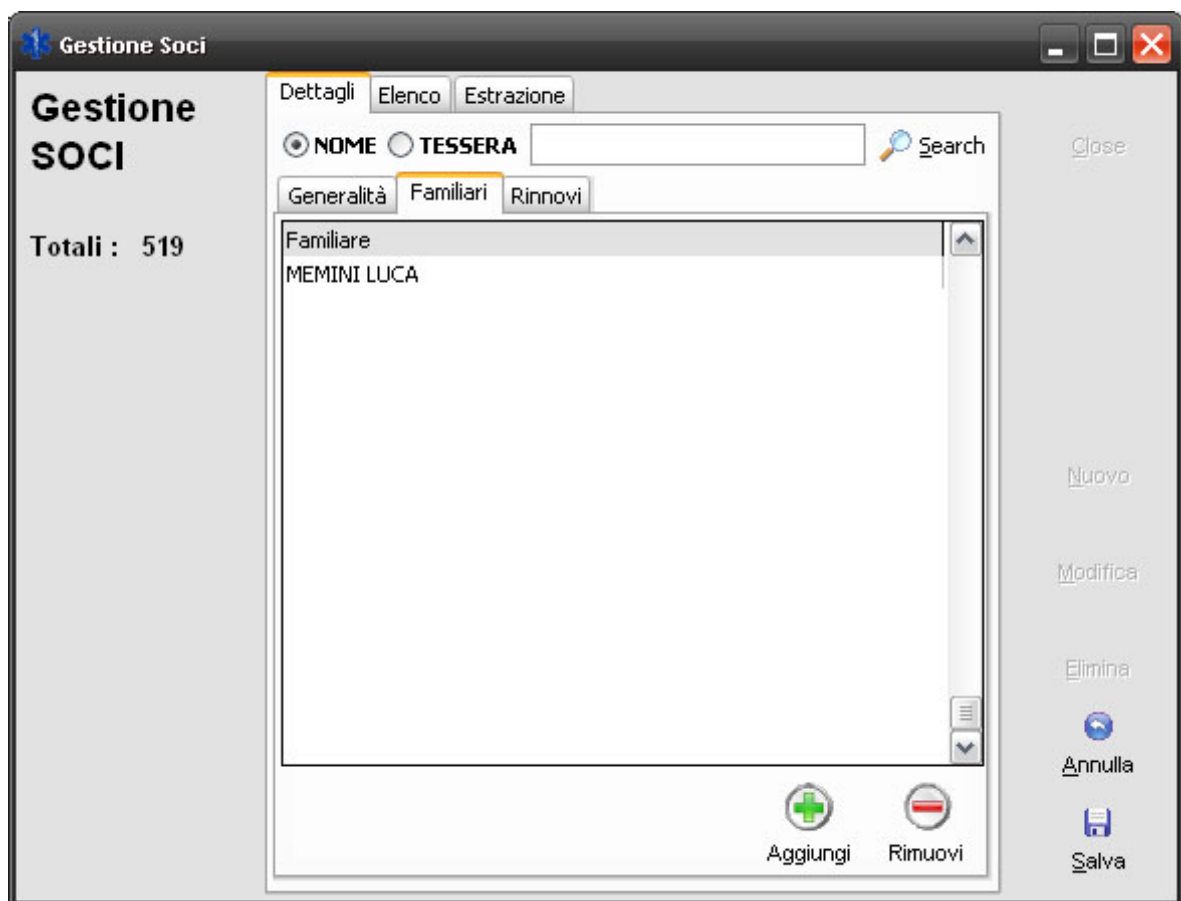 Gestione Soci
Gestione
SOCI
Totali : 519
Dettagli Elenco Estrazione
NOME TESSERA Search
Generalità Familiari Rinnovi
Familiare
MEMINI LUCA
Aggiungi Rimuovi
Close
Nuovo
Modifica
Elimina
Annulla
Salva